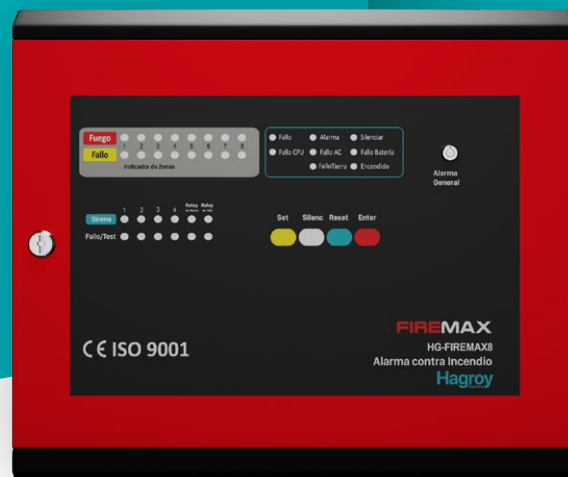 Fuego
1 2 3 4 5 6 7 8
Fallo
Indicador de Zonas
Fallo Alarma Silenciar
Fallo CPU Fallo AC Fallo Batería
FalloTierra Encendido
Alarma
General
1 2 3 4 Relay Relay
Sirena
Fallo/Test
Set Silenc Reset Enter
FIREMAX
HG-FIREMAX8
Alarma contra Incendio
Hagroy
CE ISO 9001